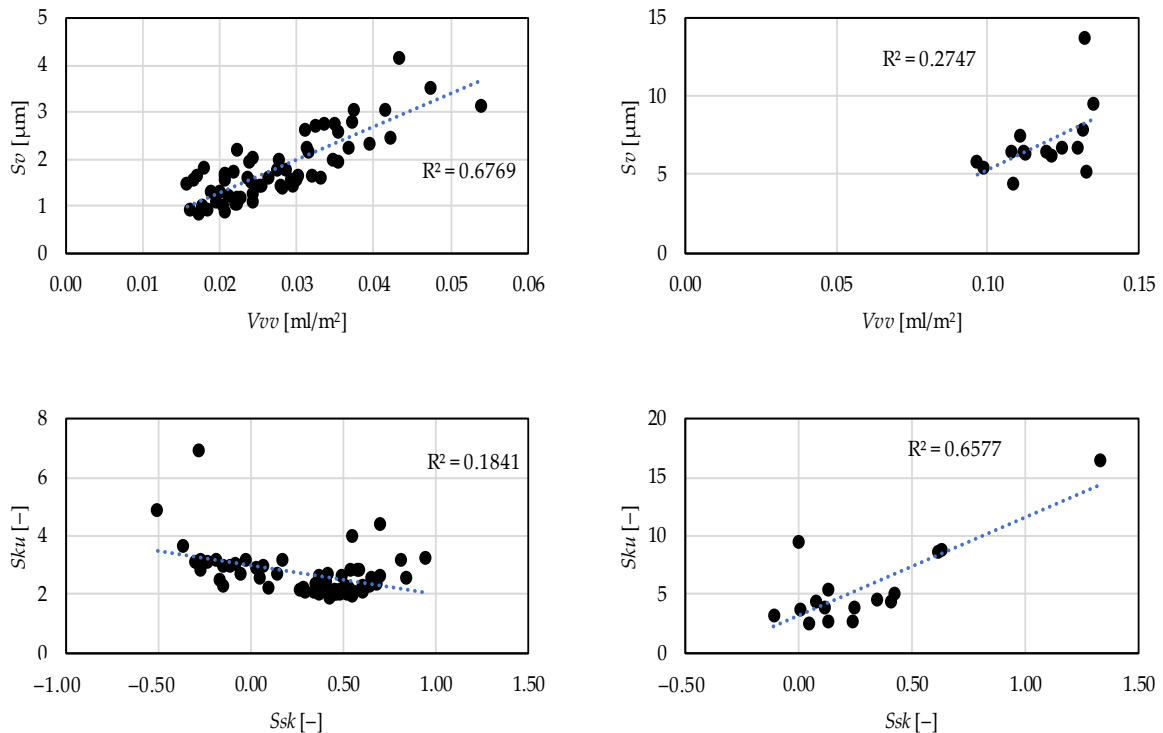 5
4
3
2
1
0
Sv [μm]
R² = 0.6769
0.00 0.01 0.02 0.03 0.04 0.05 0.06
Vvv [ml/m²]
15
10
5
0
Sv [μm]
R² = 0.2747
0.00 0.05 0.10 0.15
Vvv [ml/m²]
8
6
4
2
0
Sku [–]
R² = 0.1841
−1.00 −0.50 0.00 0.50 1.00 1.50
Ssk [–]
20
15
10
5
0
Sku [–]
R² = 0.6577
−0.50 0.00 0.50 1.00 1.50
Ssk [–]